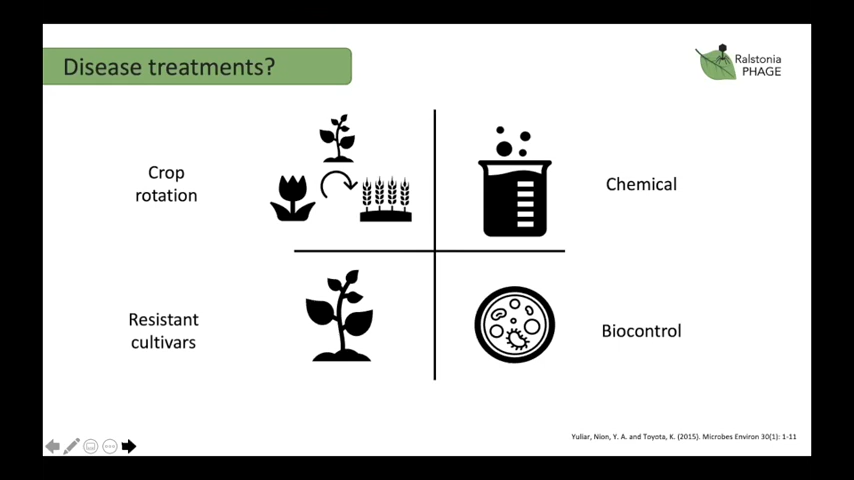 Disease treatments?
Ralstonia
PHAGE
Crop
rotation
Chemical
Resistant
cultivars
Biocontrol
Yuliar, Nion, Y. A. and Toyota, K. (2015). Microbes Environ 30(1): 1-11